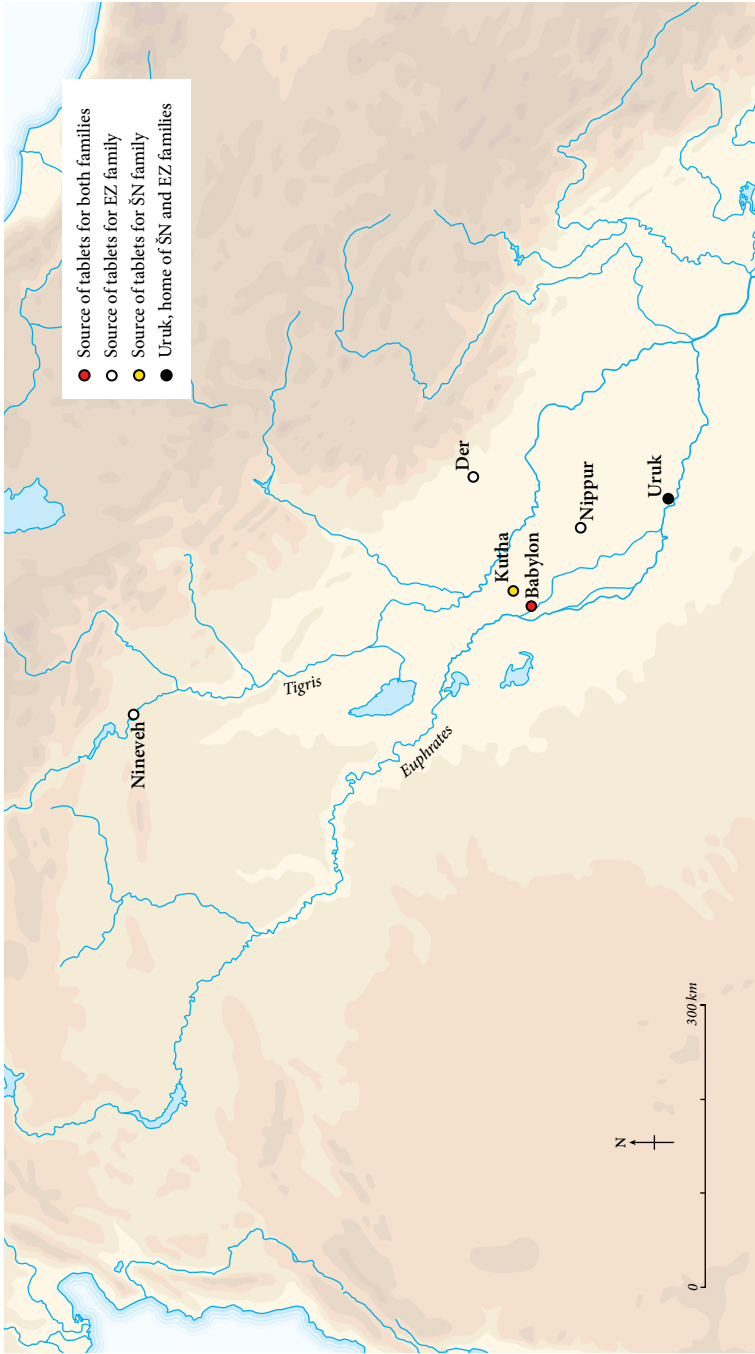 Source of tablets for both families
Source of tablets for EZ family
Source of tablets for ŠN family
Uruk, home of ŠN and EZ families
Nineveh
Tigris
Euphrates
Der
Kutha
Babylon
Nippur
Uruk
N
0
300 km